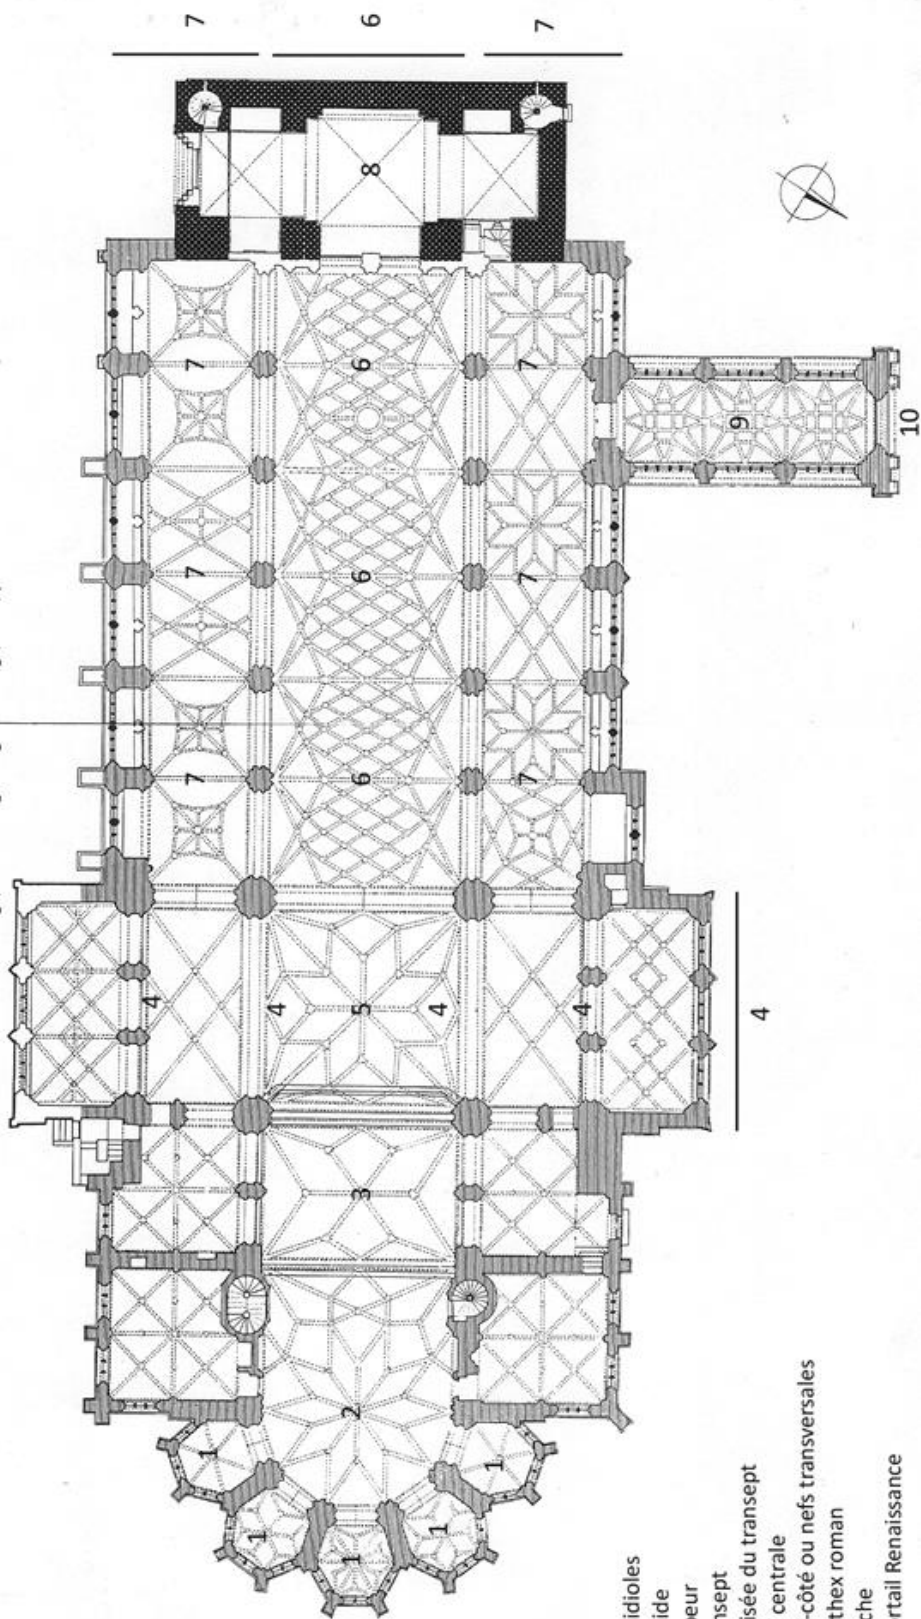 7
6
7
8
7
6
7
9
10
7
6
7
7
6
7
4
4
5
4
4
4
3
2
1
1
1
1
1
idioles
ide
œur
nsept
isée du transept
centrale
-côté ou nefs transversales
thex roman
che
rtail Renaissance